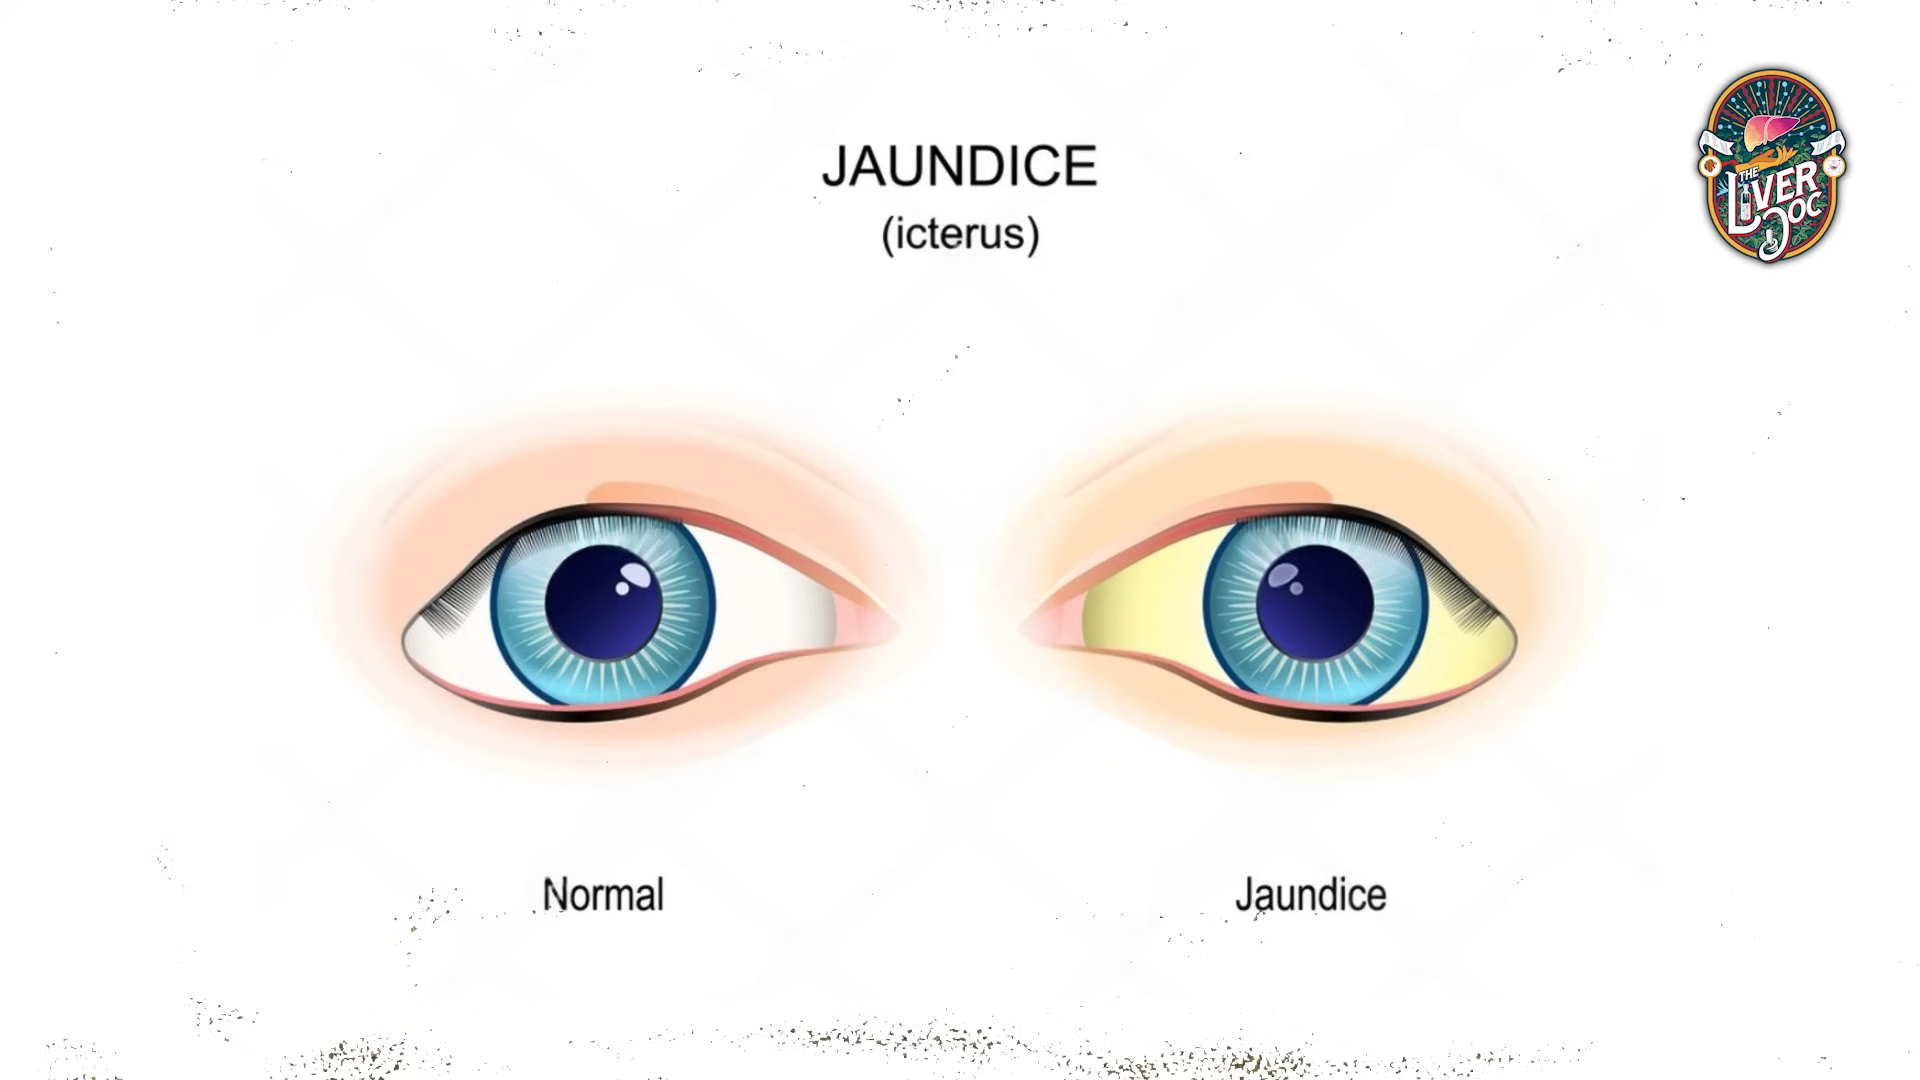 JAUNDICE
(icterus)
THE
LIVER
DOC
Normal
Jaundice